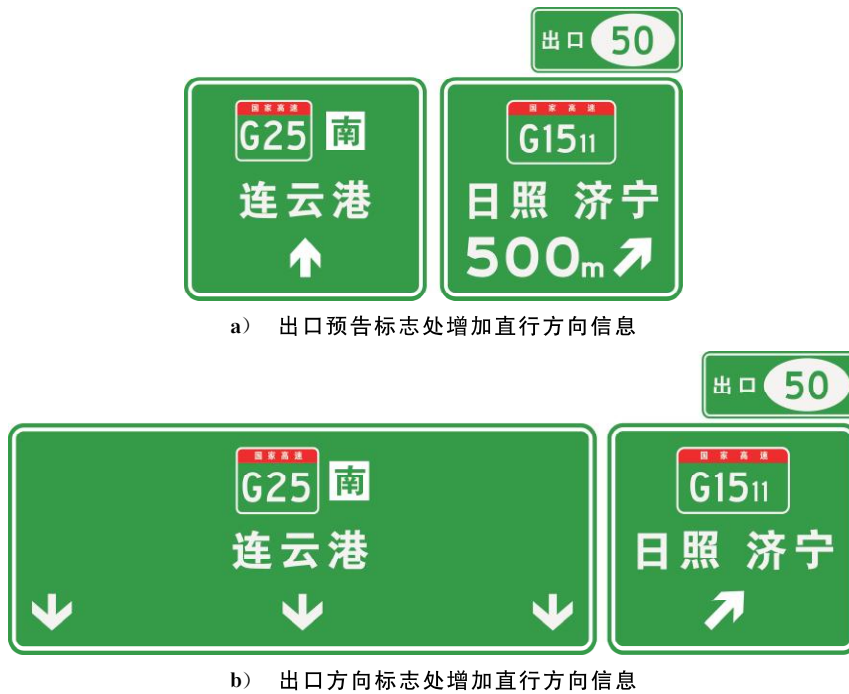 出口 50
国家高速
G25 南
连云港
国家高速
G1511
日照 济宁
500m
a) 出口预告标志处增加直行方向信息
出口 50
国家高速
G25 南
连云港
国家高速
G1511
日照 济宁
b) 出口方向标志处增加直行方向信息